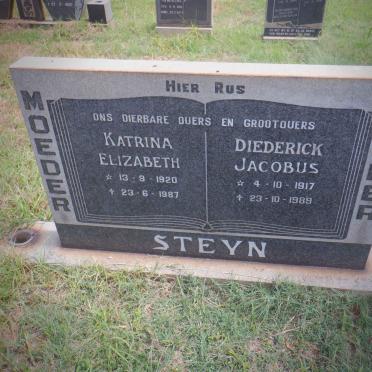 HIER RUS
MOEDER
ONS DIERBARE OUERS EN GROOTOUERS
KATRINA
ELIZABETH
☆ 13-9-1920
✝ 23-6-1987
DIEDERICK
JACOBUS
☆ 4-10-1917
✝ 23-10-1989
STEYN